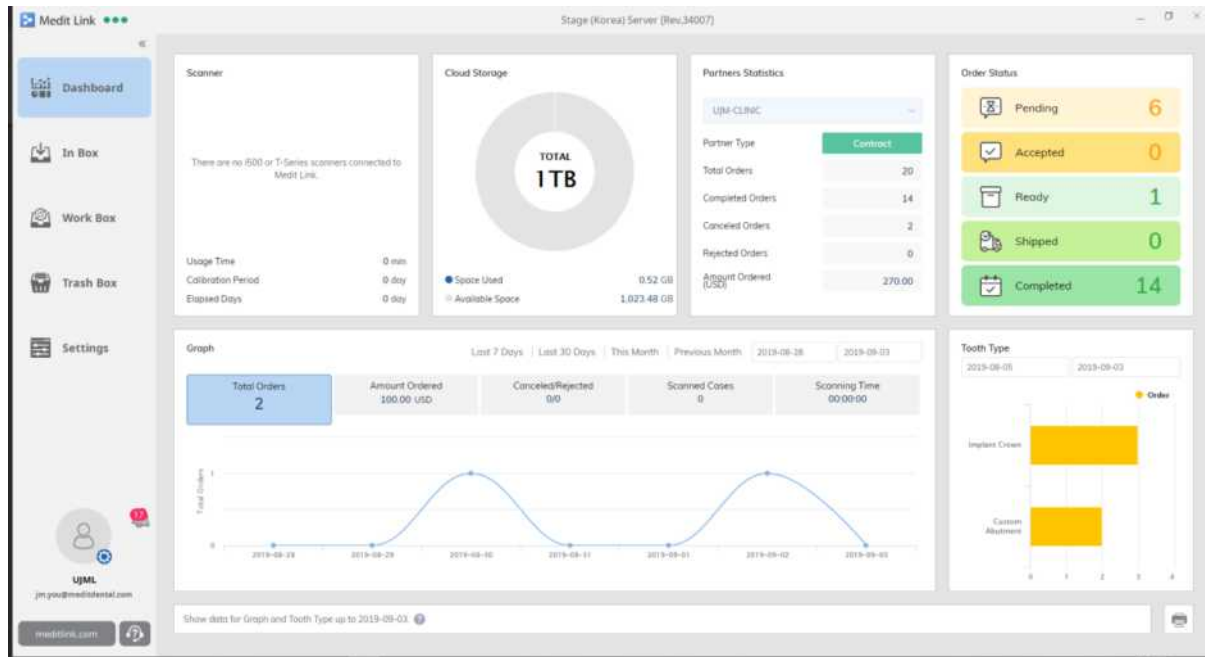 Medit Link
Stage (Korea) Server (Rev.34007)
Dashboard
In Box
Work Box
Trash Box
Settings
17
UJML
jm.you@meditdental.com
meditlink.com
Scanner
There are no i500 or T-Series scanners connected to
Medit Link.
Usage Time 0 min
Calibration Period 0 day
Elapsed Days 0 day
Cloud Storage
TOTAL
1 TB
Space Used 0.52 GB
Available Space 1,023.48 GB
Partners Statistics
UJM-CLINIC
Partner Type Contract
Total Orders 20
Completed Orders 14
Canceled Orders 2
Rejected Orders 0
Amount Ordered
(USD) 270.00
Order Status
Pending 6
Accepted 0
Ready 1
Shipped 0
Completed 14
Graph
Last 7 Days Last 30 Days This Month Previous Month 2019-08-28 2019-09-03
Total Orders
2
Amount Ordered
100.00 USD
Canceled/Rejected
0/0
Scanned Cases
0
Scanning Time
00:00:00
Total Orders
1
0
2019-08-28 2019-08-29 2019-08-30 2019-08-31 2019-09-01 2019-09-02 2019-09-03
Tooth Type
2019-08-05 2019-09-03
Order
Implant Crown
Custom
Abutment
0 1 2 3 4
Show data for Graph and Tooth Type up to 2019-09-03